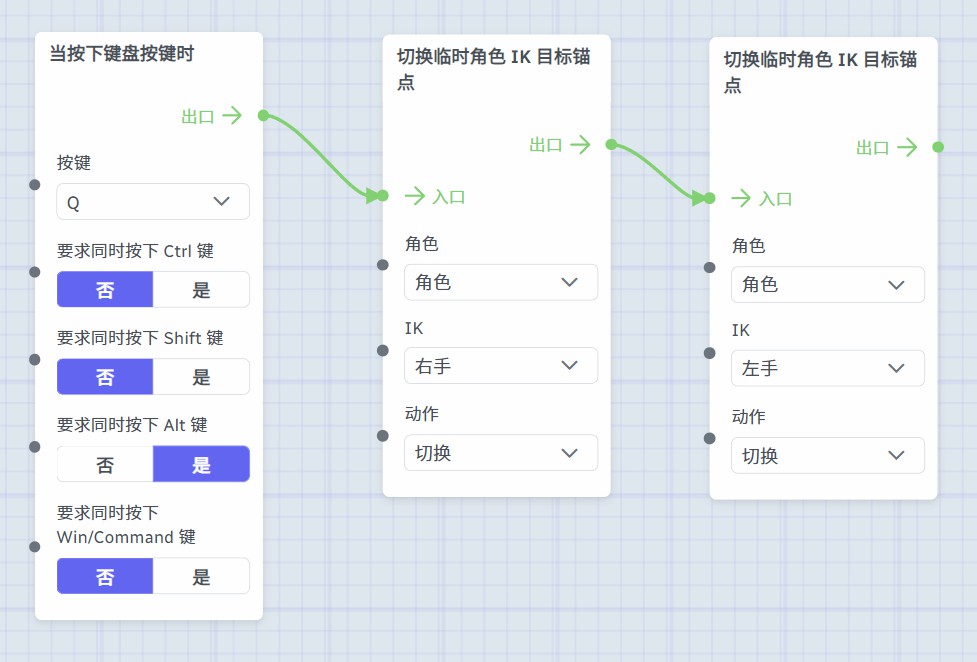 当按下键盘按键时
出口
按键
Q
要求同时按下 Ctrl 键
否 是
要求同时按下 Shift 键
否 是
要求同时按下 Alt 键
否 是
要求同时按下
Win/Command 键
否 是
切换临时角色 IK 目标锚
点
出口
入口
角色
角色
IK
右手
动作
切换
切换临时角色 IK 目标锚
点
出口
入口
角色
角色
IK
左手
动作
切换